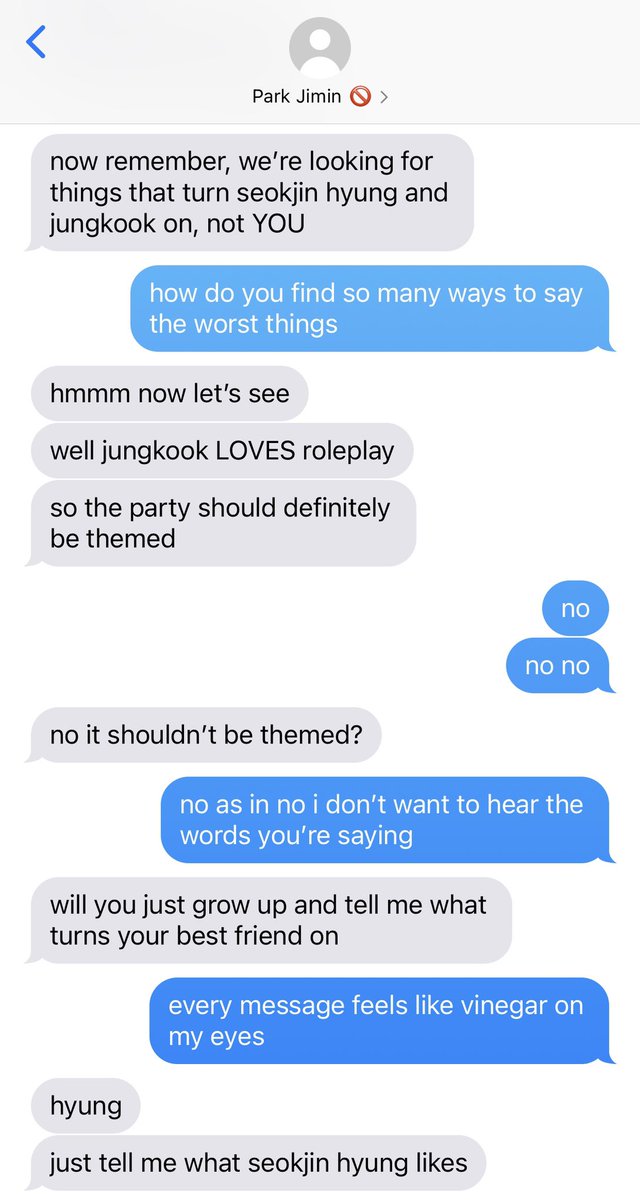 Park Jimin 🚫 >
now remember, we’re looking for
things that turn seokjin hyung and
jungkook on, not YOU
how do you find so many ways to say
the worst things
hmmm now let’s see
well jungkook LOVES roleplay
so the party should definitely
be themed
no
no no
no it shouldn’t be themed?
no as in no i don’t want to hear the
words you’re saying
will you just grow up and tell me what
turns your best friend on
every message feels like vinegar on
my eyes
hyung
just tell me what seokjin hyung likes